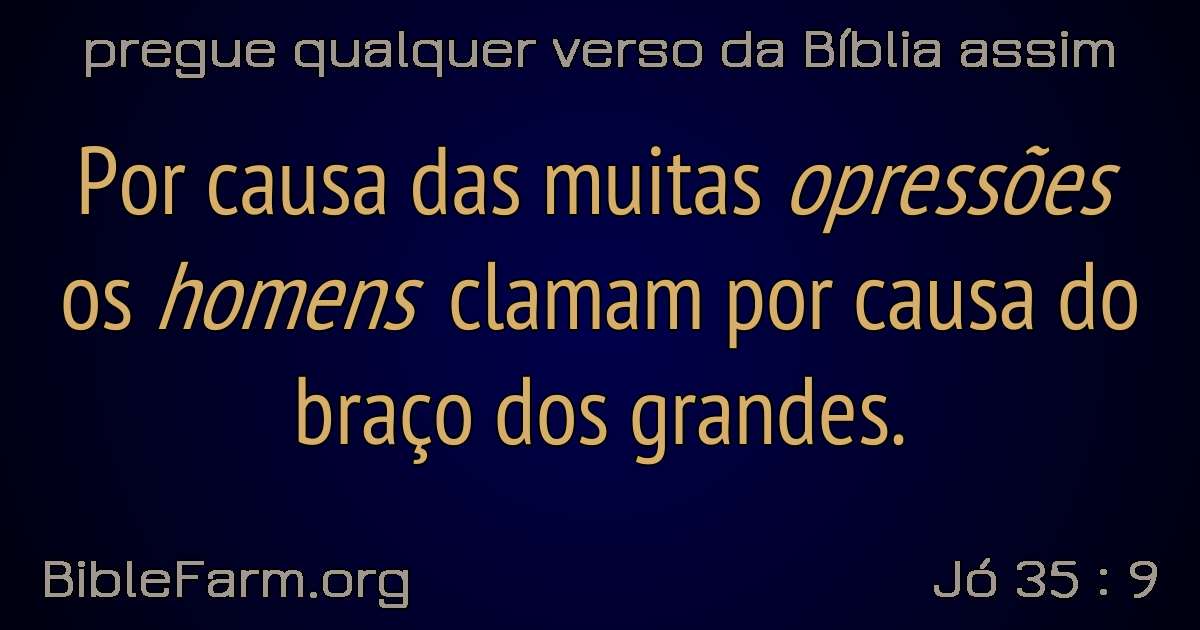 pregue qualquer verso da Bíblia assim
Por causa das muitas opressões
os homens clamam por causa do
braço dos grandes.
BibleFarm.org
Jó 35 : 9